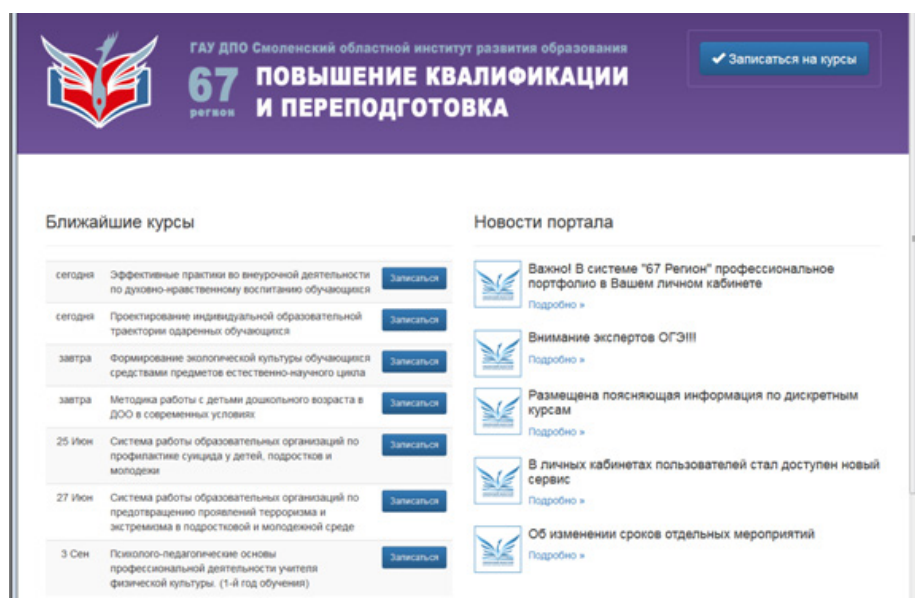 ГАУ ДПО Смоленский областной институт развития образования
67
регион
ПОВЫШЕНИЕ КВАЛИФИКАЦИИ
И ПЕРЕПОДГОТОВКА
Записаться на курсы
Ближайшие курсы
сегодня
Эффективные практики во внеурочной деятельности
по духовно-нравственному воспитанию обучающихся
Записаться
сегодня
Проектирование индивидуальной образовательной
траектории одаренных обучающихся
Записаться
завтра
Формирование экологической культуры обучающихся
средствами предметов естественно-научного цикла
Записаться
завтра
Методика работы с детьми дошкольного возраста в
ДОО в современных условиях
Записаться
25 Июн
Система работы образовательных организаций по
профилактике суицида у детей, подростков и
молодежи
Записаться
27 Июн
Система работы образовательных организаций по
предотвращению проявлений терроризма и
экстремизма в подростковой и молодежной среде
Записаться
3 Сен
Психолого-педагогические основы
профессиональной деятельности учителя
физической культуры. (1-й год обучения)
Записаться
Новости портала
Важно! В системе "67 Регион" профессиональное
портфолио в Вашем личном кабинете
Подробно »
Внимание экспертов ОГЭ!!!
Подробно »
Размещена поясняющая информация по дискретным
курсам
Подробно »
В личных кабинетах пользователей стал доступен новый
сервис
Подробно »
Об изменении сроков отдельных мероприятий
Подробно »